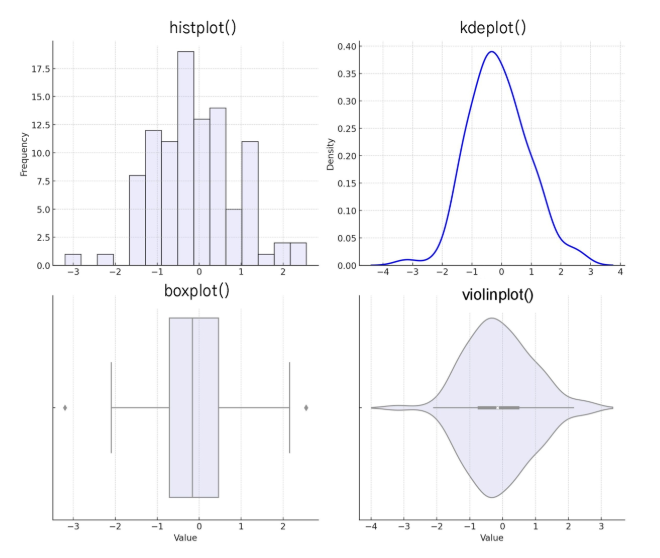 histplot()
17.5
15.0
12.5
10.0
7.5
5.0
2.5
0.0
Frequency
−3 −2 −1 0 1 2
kdeplot()
0.40
0.35
0.30
0.25
0.20
0.15
0.10
0.05
0.00
Density
−4 −3 −2 −1 0 1 2 3 4
boxplot()
−3 −2 −1 0 1 2
Value
violinplot()
−4 −3 −2 −1 0 1 2 3
Value